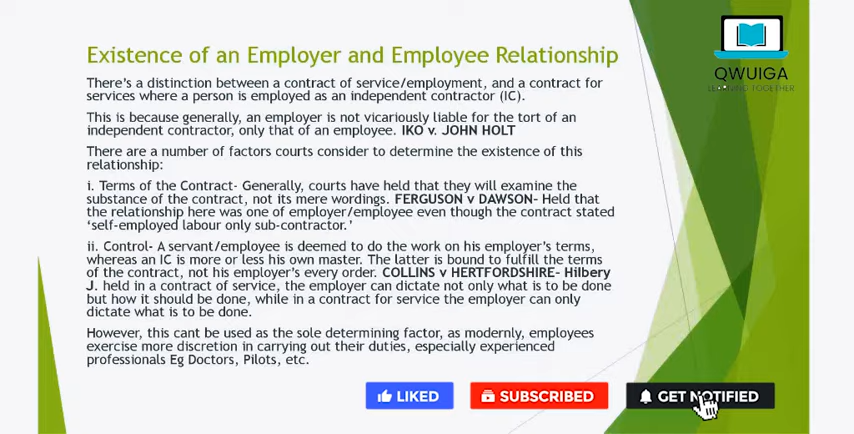 Existence of an Employer and Employee Relationship
QWUIGA
LEARNING TOGETHER
There's a distinction between a contract of service/employment, and a contract for
services where a person is employed as an independent contractor (IC).
This is because generally, an employer is not vicariously liable for the tort of an
independent contractor, only that of an employee. IKO v. JOHN HOLT
There are a number of factors courts consider to determine the existence of this
relationship:
i. Terms of the Contract- Generally, courts have held that they will examine the
substance of the contract, not its mere wordings. FERGUSON v DAWSON- Held that
the relationship here was one of employer/employee even though the contract stated
'self-employed labour only sub-contractor.'
ii. Control- A servant/employee is deemed to do the work on his employer's terms,
whereas an IC is more or less his own master. The latter is bound to fulfill the terms
of the contract, not his employer's every order. COLLINS v HERTFORDSHIRE- Hilbery
J. held in a contract of service, the employer can dictate not only what is to be done
but how it should be done, while in a contract for service the employer can only
dictate what is to be done.
However, this cant be used as the sole determining factor, as modernly, employees
exercise more discretion in carrying out their duties, especially experienced
professionals Eg Doctors, Pilots, etc.
LIKED
SUBSCRIBED
GET NOTIFIED